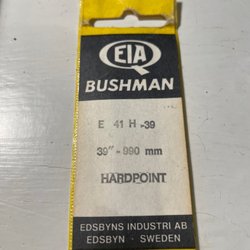 EIA
BUSHMAN
E 41 H -39
39" - 990 mm
HARDPOINT
EDSBYNS INDUSTRI AB
EDSBYN · SWEDEN